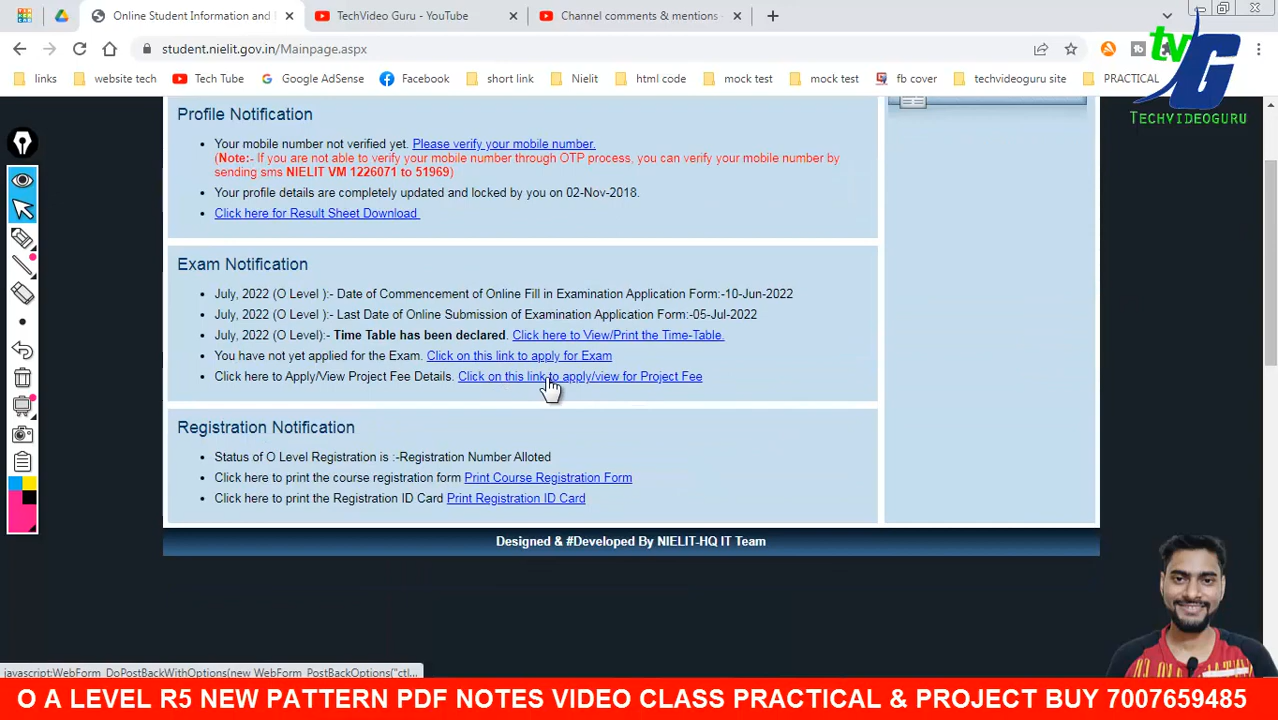 Online Student Information and
TechVideo Guru - YouTube
Channel comments & mentions
student.nielit.gov.in/Mainpage.aspx
links
website tech
Tech Tube
Google AdSense
Facebook
short link
Nielit
html code
mock test
mock test
fb cover
techvideoguru site
PRACTICAL
tv G
TECHVIDEOGURU
Profile Notification
• Your mobile number not verified yet. Please verify your mobile number.
(Note:- If you are not able to verify your mobile number through OTP process, you can verify your mobile number by
sending sms NIELIT VM 1226071 to 51969)
• Your profile details are completely updated and locked by you on 02-Nov-2018.
• Click here for Result Sheet Download
Exam Notification
• July, 2022 (O Level ):- Date of Commencement of Online Fill in Examination Application Form:-10-Jun-2022
• July, 2022 (O Level ):- Last Date of Online Submission of Examination Application Form:-05-Jul-2022
• July, 2022 (O Level):- Time Table has been declared. Click here to View/Print the Time-Table.
• You have not yet applied for the Exam. Click on this link to apply for Exam
• Click here to Apply/View Project Fee Details. Click on this link to apply/view for Project Fee
Registration Notification
• Status of O Level Registration is :-Registration Number Alloted
• Click here to print the course registration form Print Course Registration Form
• Click here to print the Registration ID Card Print Registration ID Card
Designed & #Developed By NIELIT-HQ IT Team
javascript:WebForm_DoPostBackWithOptions(new WebForm_PostBackOptions("ctl...
O A LEVEL R5 NEW PATTERN PDF NOTES VIDEO CLASS PRACTICAL & PROJECT BUY 7007659485